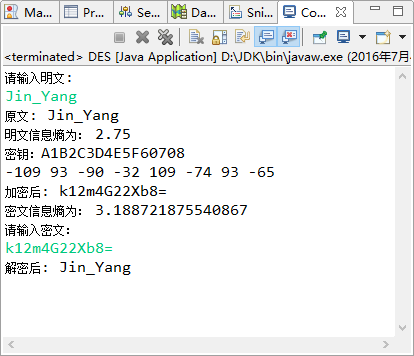 Ma...
Pr...
Se...
Da...
Sni...
Co...
<terminated> DES [Java Application] D:\JDK\bin\javaw.exe (2016年7月
请输入明文:
Jin_Yang
原文: Jin_Yang
明文信息熵为: 2.75
密钥: A1B2C3D4E5F60708
-109 93 -90 -32 109 -74 93 -65
加密后: k12m4G22Xb8=
密文信息熵为: 3.188721875540867
请输入密文:
k12m4G22Xb8=
解密后: Jin_Yang